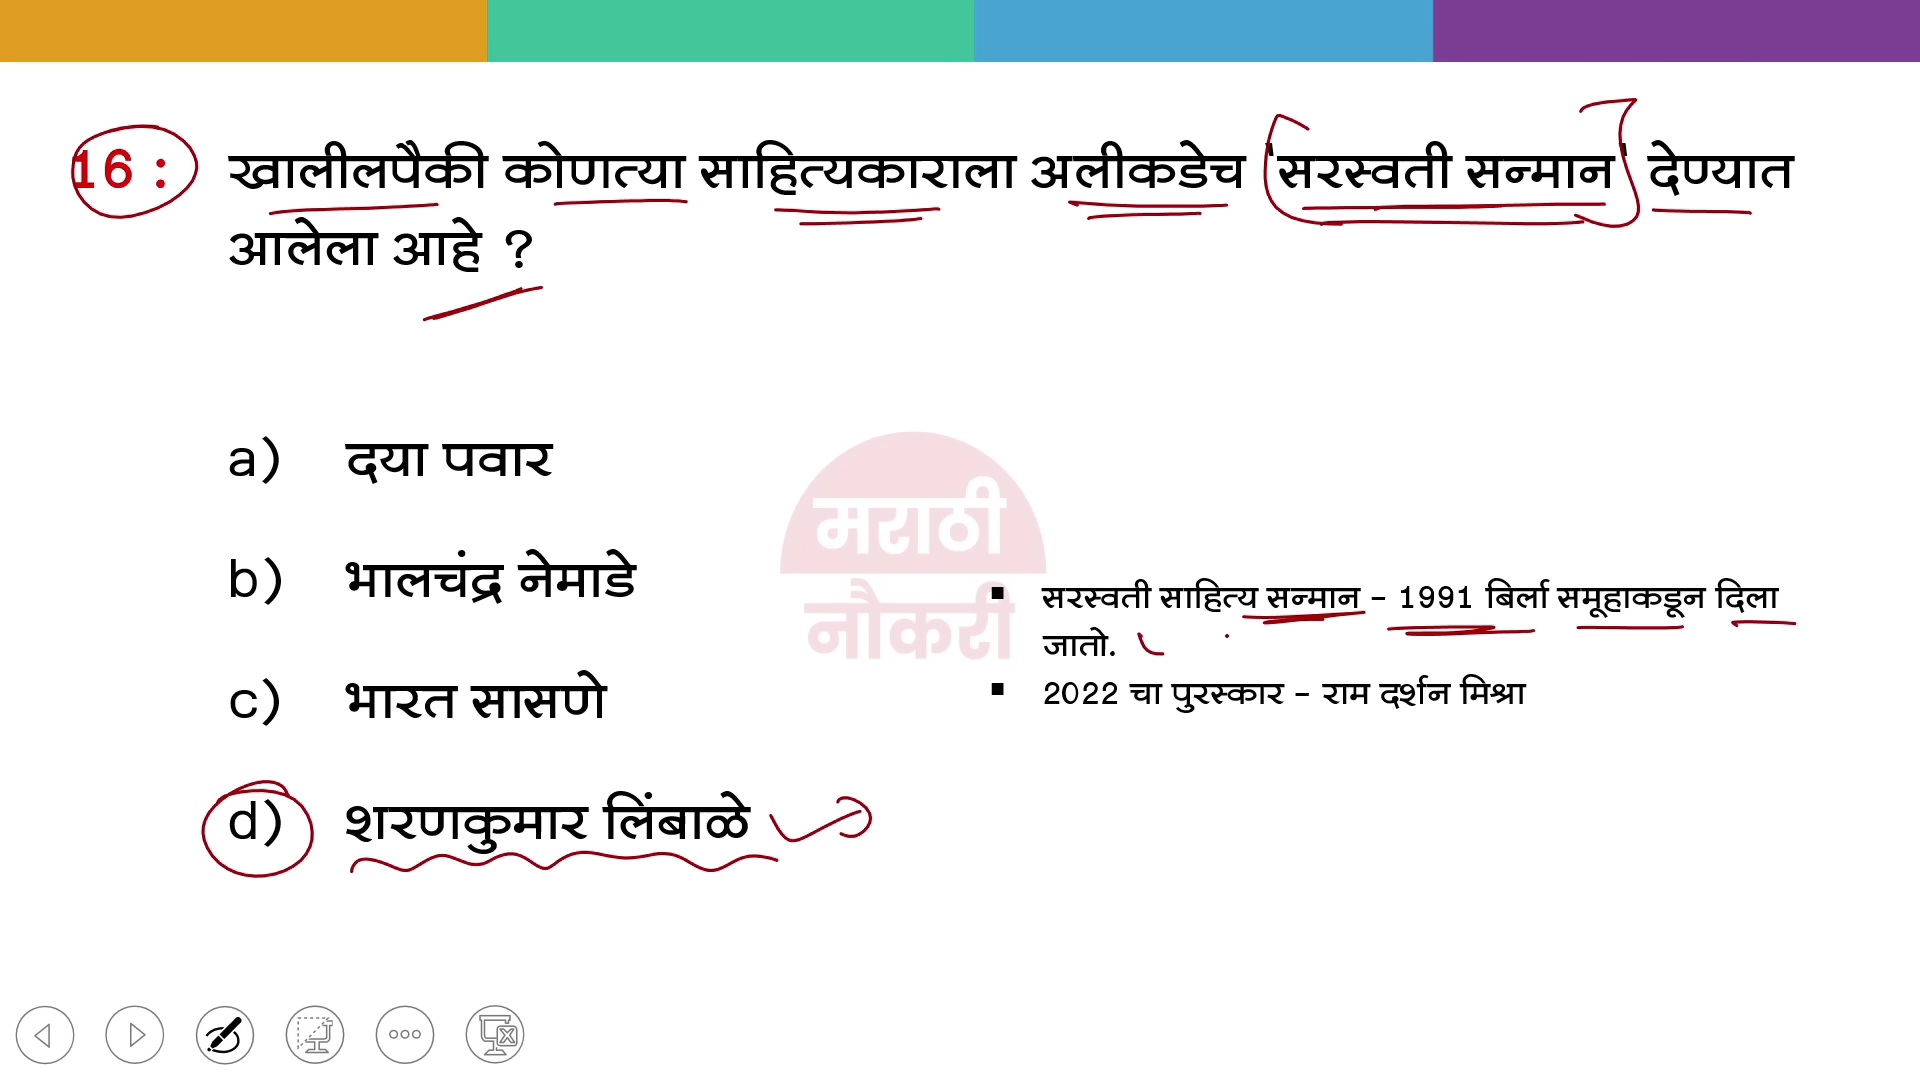 16 : खालीलपैकी कोणत्या साहित्यकाराला अलीकडेच 'सरस्वती सन्मान' देण्यात
आलेला आहे ?
a) दया पवार
b) भालचंद्र नेमाडे
c) भारत सासणे
d) शरणकुमार लिंबाळे
मराठी
नौकरी
▪ सरस्वती साहित्य सन्मान - 1991 बिर्ला समूहाकडून दिला
जातो.
▪ 2022 चा पुरस्कार - राम दर्शन मिश्रा